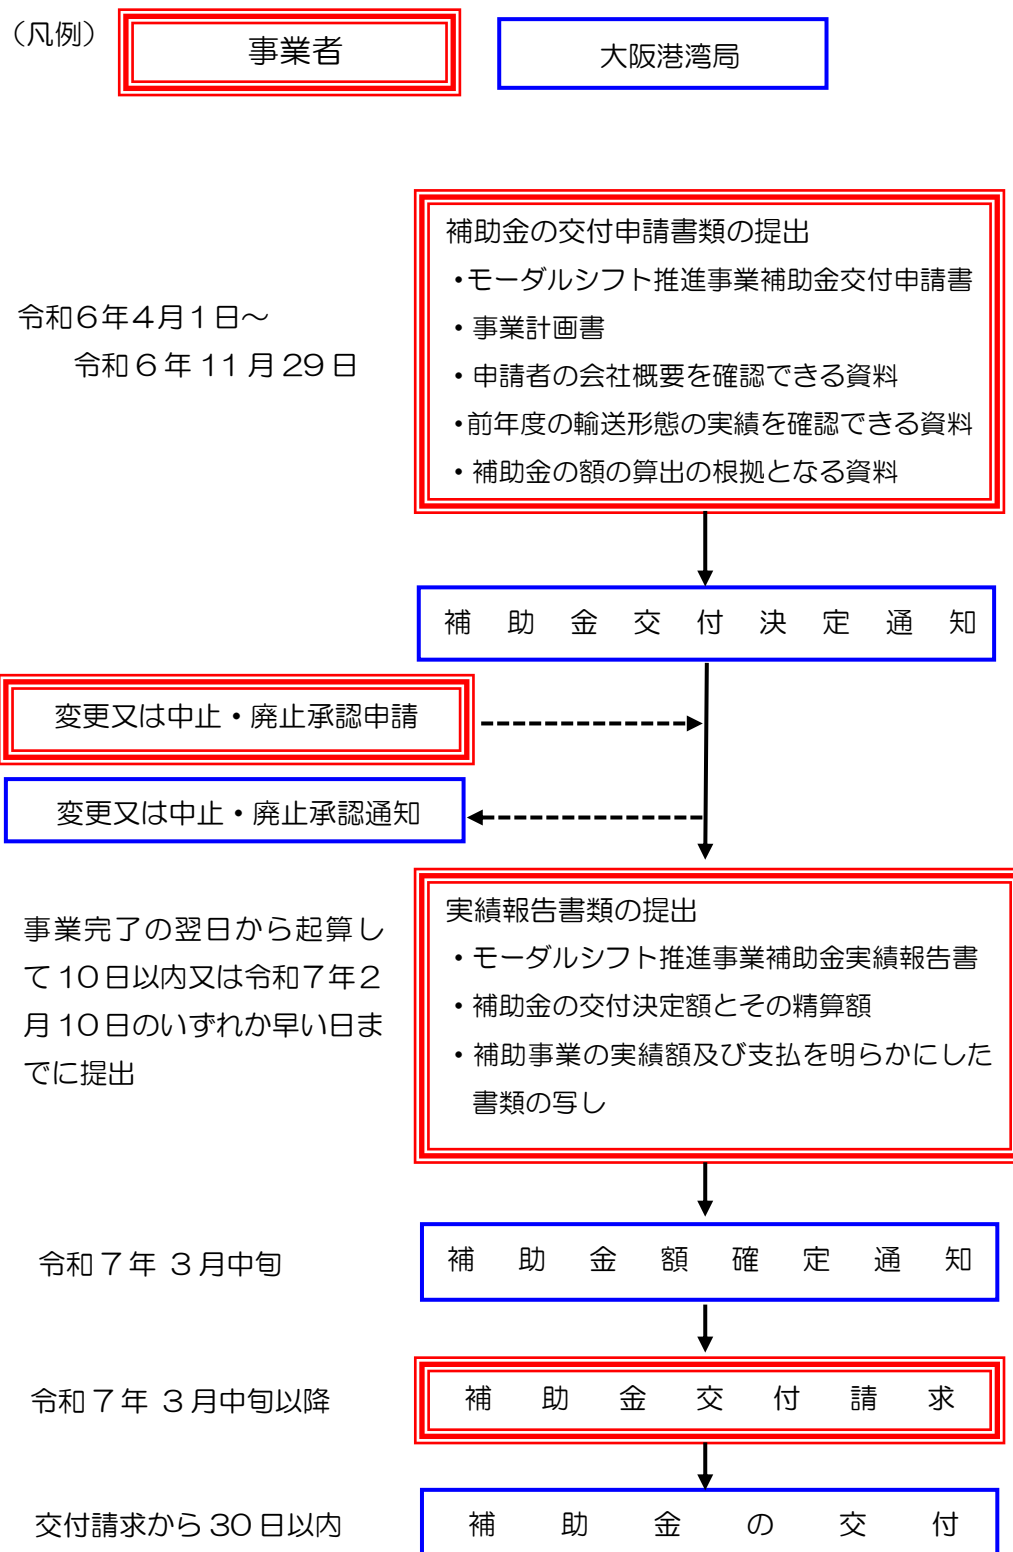 （凡例）
事業者
大阪港湾局
補助金の交付申請書類の提出
・モーダルシフト推進事業補助金交付申請書
・事業計画書
・申請者の会社概要を確認できる資料
・前年度の輸送形態の実績を確認できる資料
・補助金の額の算出の根拠となる資料
令和６年４月１日～
令和６年11月29日
補助金交付決定通知
変更又は中止・廃止承認申請
変更又は中止・廃止承認通知
実績報告書類の提出
・モーダルシフト推進事業補助金実績報告書
・補助金の交付決定額とその精算額
・補助事業の実績額及び支払を明らかにした
書類の写し
事業完了の翌日から起算し
て10日以内又は令和７年２
月10日のいずれか早い日ま
でに提出
令和７年 ３月中旬
補助金額確定通知
令和７年 ３月中旬以降
補助金交付請求
交付請求から30日以内
補助金の交付